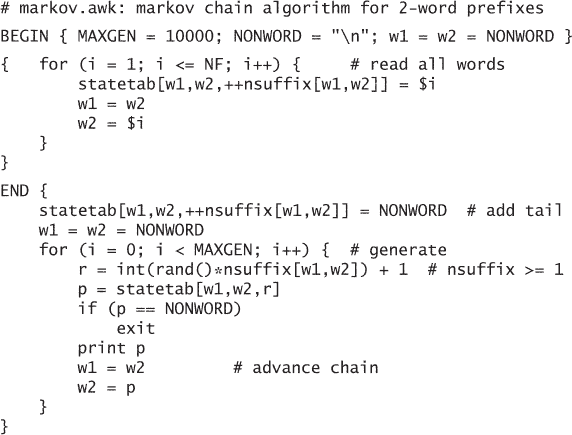 # markov.awk: markov chain algorithm for 2-word prefixes
BEGIN { MAXGEN = 10000; NONWORD = "\n"; w1 = w2 = NONWORD }
{   for (i = 1; i <= NF; i++) {     # read all words
        statetab[w1,w2,++nsuffix[w1,w2]] = $i
        w1 = w2
        w2 = $i
    }
}
END {
    statetab[w1,w2,++nsuffix[w1,w2]] = NONWORD  # add tail
    w1 = w2 = NONWORD
    for (i = 0; i < MAXGEN; i++) {  # generate
        r = int(rand()*nsuffix[w1,w2]) + 1  # nsuffix >= 1
        p = statetab[w1,w2,r]
        if (p == NONWORD)
            exit
        print p
        w1 = w2         # advance chain
        w2 = p
    }
}